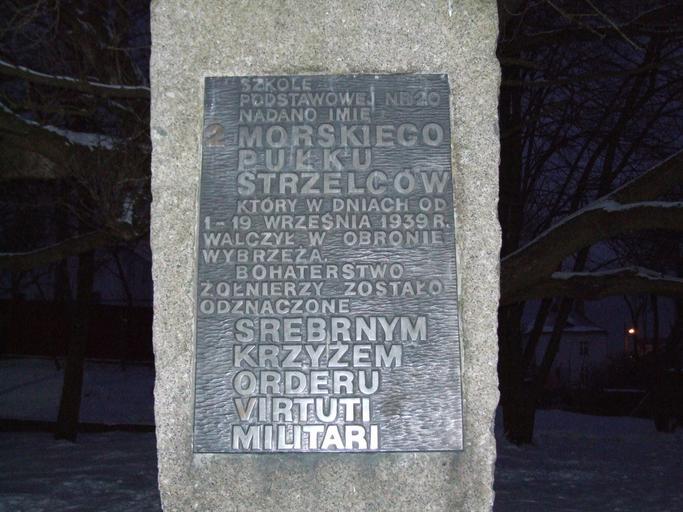 SZKOLE
PODSTAWOWEJ NR 20
NADANO IMIĘ
2 MORSKIEGO
PUŁKU
STRZELCÓW
KTÓRY W DNIACH OD
1-19 WRZEŚNIA 1939 R.
WALCZYŁ W OBRONIE
WYBRZEŻA.
BOHATERSTWO
ŻOŁNIERZY ZOSTAŁO
ODZNACZONE
SREBRNYM
KRZYŻEM
ORDERU
VIRTUTI
MILITARI